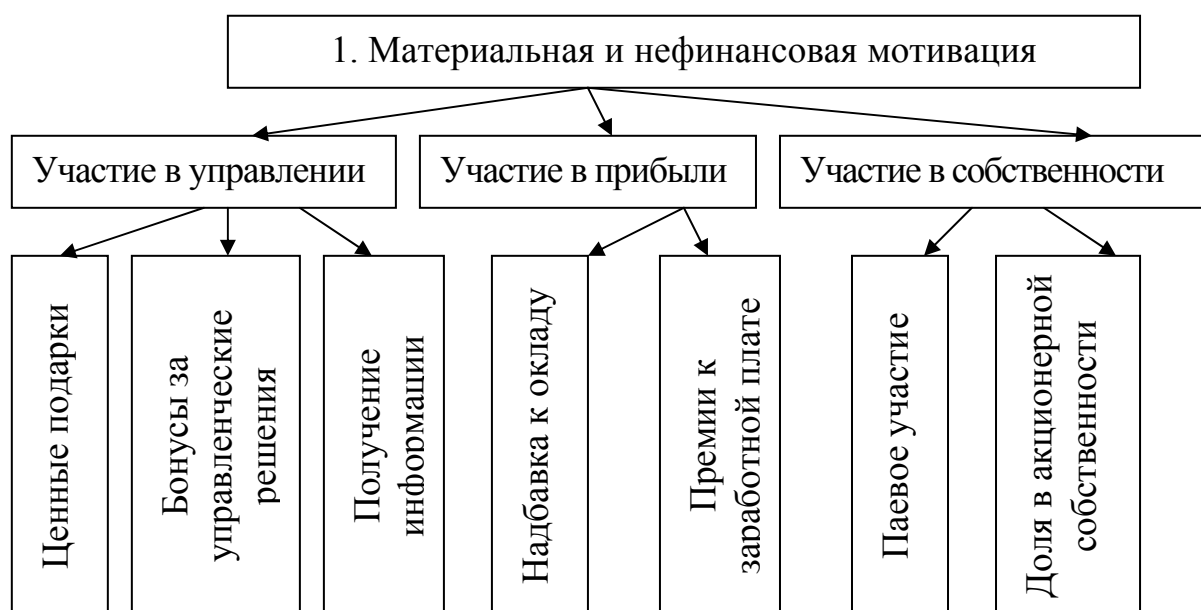 1. Материальная и нефинансовая мотивация
Участие в управлении
Участие в прибыли
Участие в собственности
Ценные подарки
Бонусы за
управленческие
решения
Получение
информации
Надбавка к окладу
Премии к
заработной плате
Паевое участие
Доля в акционерной
собственности